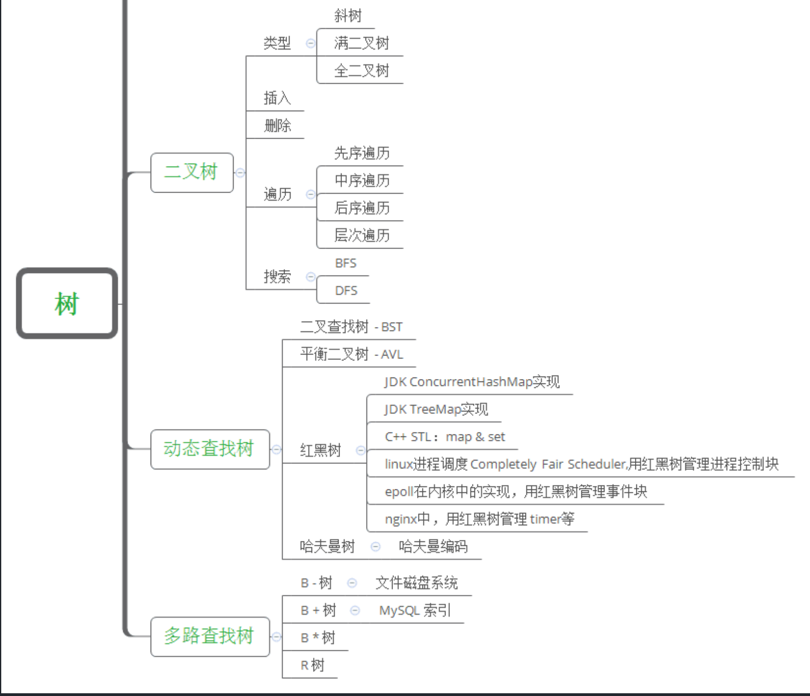 树
二叉树
类型
斜树
满二叉树
全二叉树
插入
删除
遍历
先序遍历
中序遍历
后序遍历
层次遍历
搜索
BFS
DFS
动态查找树
二叉查找树 - BST
平衡二叉树 - AVL
红黑树
JDK ConcurrentHashMap实现
JDK TreeMap实现
C++ STL：map & set
linux进程调度 Completely Fair Scheduler,用红黑树管理进程控制块
epoll在内核中的实现，用红黑树管理事件块
nginx中，用红黑树管理 timer等
哈夫曼树
哈夫曼编码
多路查找树
B - 树
文件磁盘系统
B + 树
MySQL 索引
B * 树
R 树